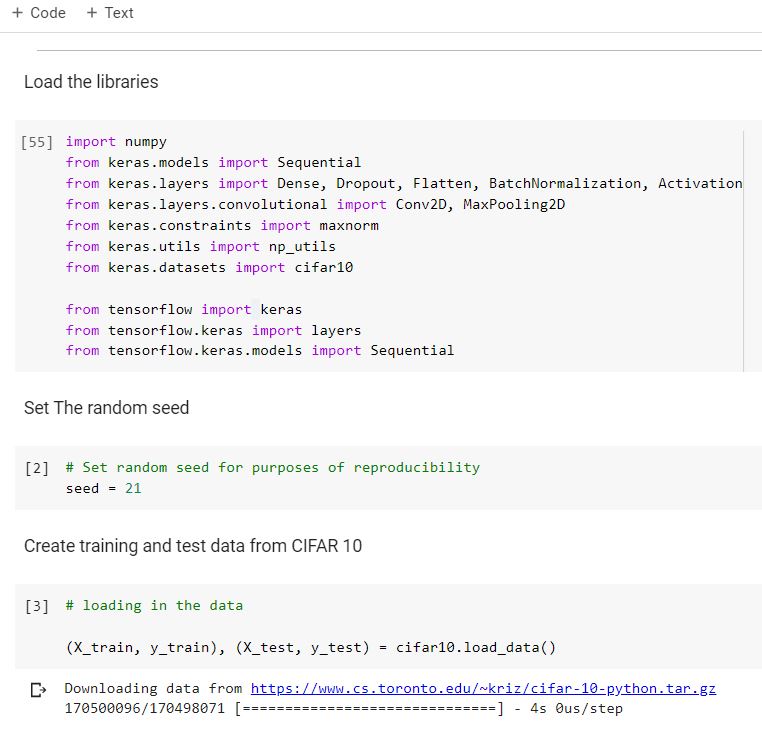 + Code + Text
Load the libraries
[55] import numpy
from keras.models import Sequential
from keras.layers import Dense, Dropout, Flatten, BatchNormalization, Activation
from keras.layers.convolutional import Conv2D, MaxPooling2D
from keras.constraints import maxnorm
from keras.utils import np_utils
from keras.datasets import cifar10
from tensorflow import keras
from tensorflow.keras import layers
from tensorflow.keras.models import Sequential
Set The random seed
[2] # Set random seed for purposes of reproducibility
seed = 21
Create training and test data from CIFAR 10
[3] # loading in the data
(X_train, y_train), (X_test, y_test) = cifar10.load_data()
Downloading data from https://www.cs.toronto.edu/~kriz/cifar-10-python.tar.gz
170500096/170498071 [==============================] - 4s 0us/step